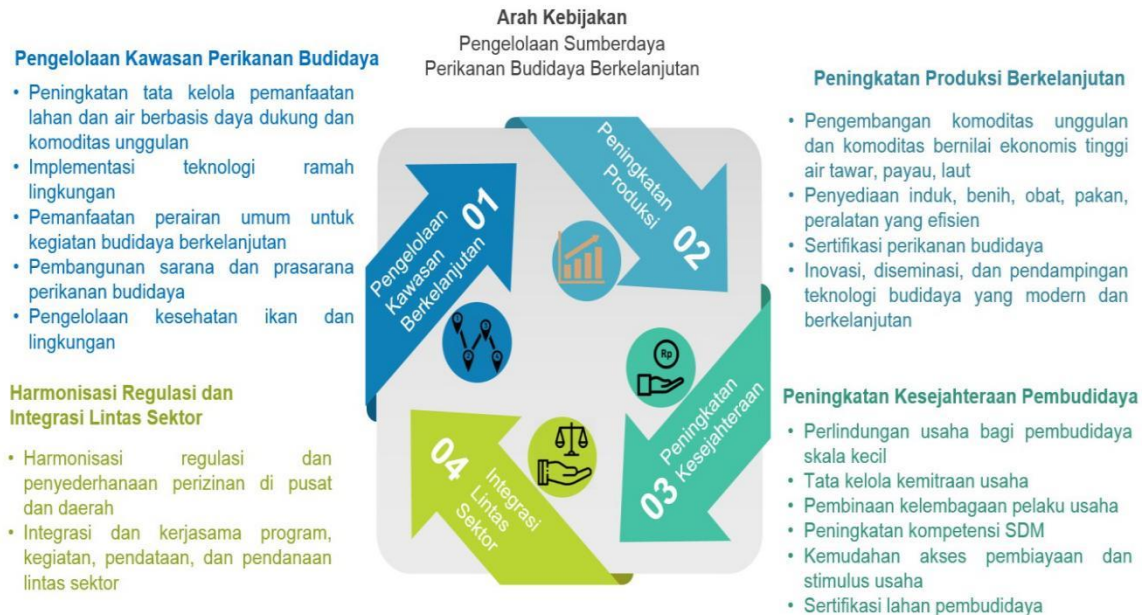 Arah Kebijakan
Pengelolaan Sumberdaya
Perikanan Budidaya Berkelanjutan
Pengelolaan Kawasan Perikanan Budidaya
• Peningkatan tata kelola pemanfaatan
lahan dan air berbasis daya dukung dan
komoditas unggulan
• Implementasi teknologi ramah
lingkungan
• Pemanfaatan perairan umum untuk
kegiatan budidaya berkelanjutan
• Pembangunan sarana dan prasarana
perikanan budidaya
• Pengelolaan kesehatan ikan dan
lingkungan
01
Pengelolaan
Kawasan
Berkelanjutan
Peningkatan
Produksi
02
Peningkatan Produksi Berkelanjutan
• Pengembangan komoditas unggulan
dan komoditas bernilai ekonomis tinggi
air tawar, payau, laut
• Penyediaan induk, benih, obat, pakan,
peralatan yang efisien
• Sertifikasi perikanan budidaya
• Inovasi, diseminasi, dan pendampingan
teknologi budidaya yang modern dan
berkelanjutan
Harmonisasi Regulasi dan
Integrasi Lintas Sektor
• Harmonisasi regulasi dan
penyederhanaan perizinan di pusat
dan daerah
• Integrasi dan kerjasama program,
kegiatan, pendataan, dan pendanaan
lintas sektor
1
2
3
4
04
Integrasi
Lintas
Sektor
Rp
Peningkatan
Kesejahteraan
03
Peningkatan Kesejahteraan Pembudidaya
• Perlindungan usaha bagi pembudidaya
skala kecil
• Tata kelola kemitraan usaha
• Pembinaan kelembagaan pelaku usaha
• Peningkatan kompetensi SDM
• Kemudahan akses pembiayaan dan
stimulus usaha
• Sertifikasi lahan pembudidaya